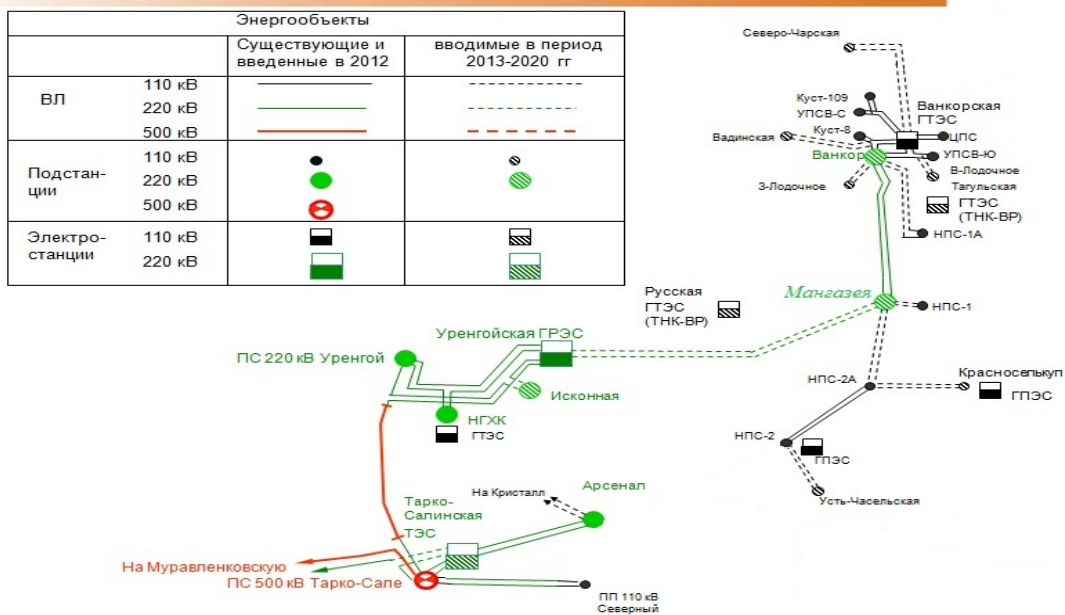 Энергообъекты
Существующие и
введенные в 2012
вводимые в период
2013-2020 гг
ВЛ
110 кВ
220 кВ
500 кВ
Подстан-
ции
110 кВ
220 кВ
500 кВ
Электро-
станции
110 кВ
220 кВ
Северо-Чарская
Куст-109
УПСВ-С
Ванкорская
ГТЭС
Куст-8
ЦПС
Вадинская
Ванкор
УПСВ-Ю
В-Лодочное
З-Лодочное
Тагульская
ГТЭС
(ТНК-ВР)
НПС-1А
Мангазея
НПС-1
Русская
ГТЭС
(ТНК-ВР)
Уренгойская ГРЭС
ПС 220 кВ Уренгой
Исконная
НГХК
ГТЭС
НПС-2А
Красноселькуп
ГПЭС
НПС-2
ГПЭС
Усть-Часельская
На Кристалл
Арсенал
Тарко-
Салинская
ТЭС
На Муравленковскую
ПС 500 кВ Тарко-Сале
ПП 110 кВ
Северный